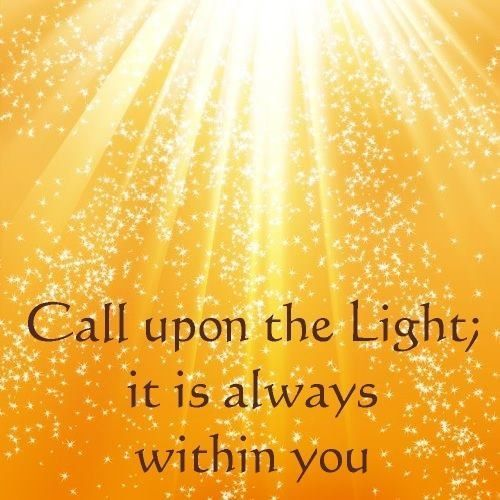 Call upon the Light;
it is always
within you